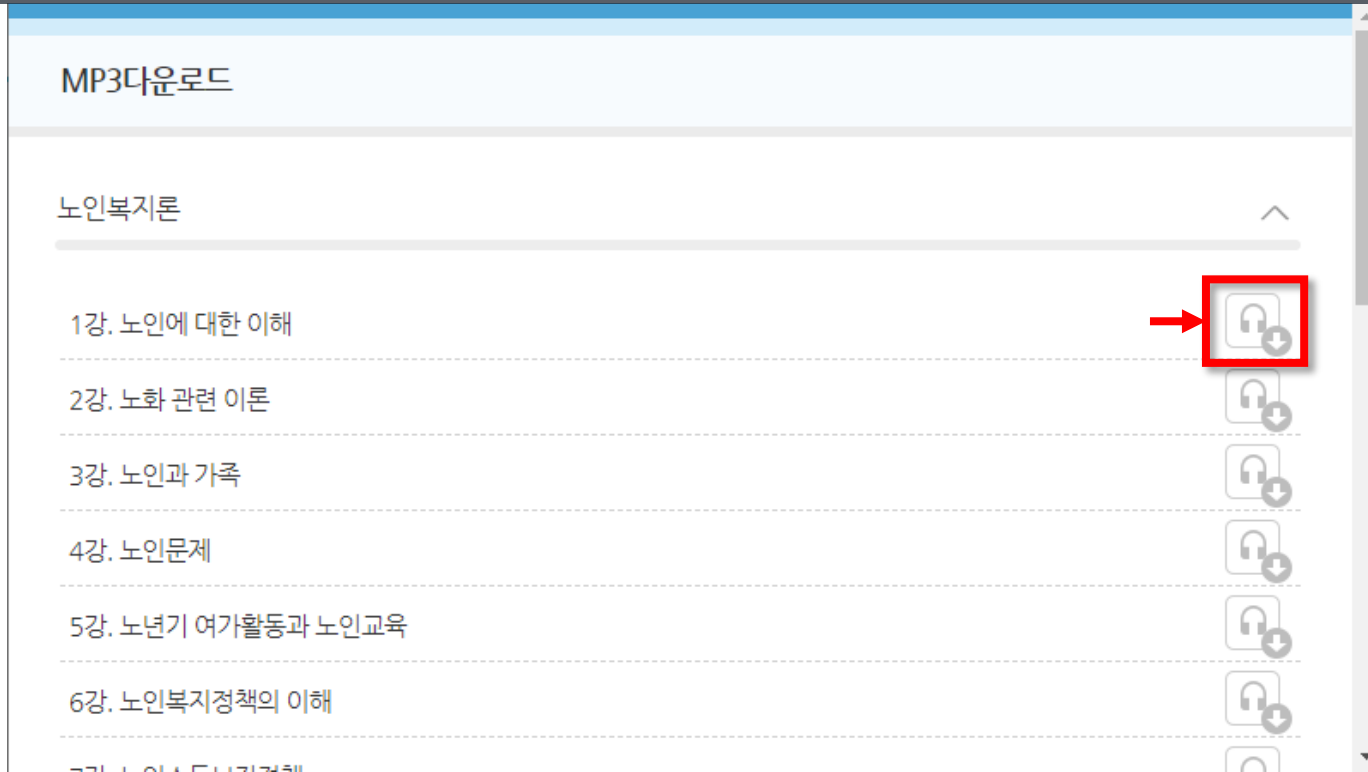 MP3다운로드
노인복지론
1강. 노인에 대한 이해
2강. 노화 관련 이론
3강. 노인과 가족
4강. 노인문제
5강. 노년기 여가활동과 노인교육
6강. 노인복지정책의 이해